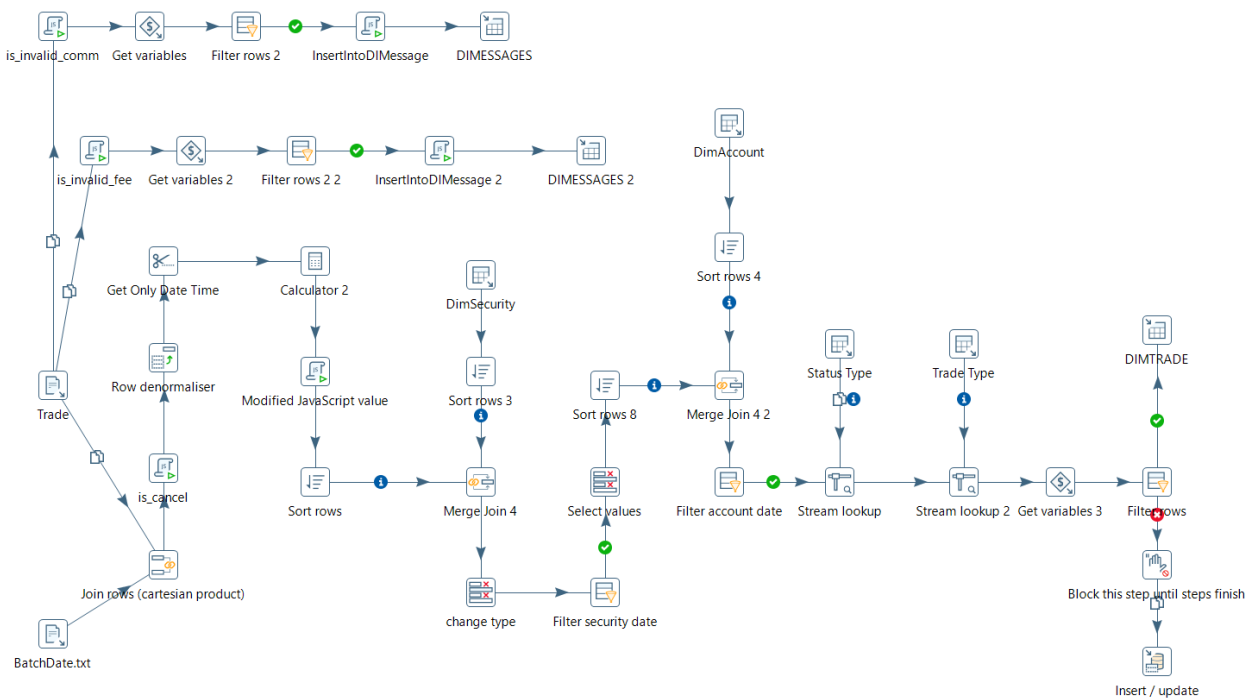 is_invalid_comm
Get variables
Filter rows 2
InsertIntoDIMessage
DIMESSAGES
DimAccount
is_invalid_fee
Get variables 2
Filter rows 2 2
InsertIntoDIMessage 2
DIMESSAGES 2
Sort rows 4
Get Only Date Time
Calculator 2
DimSecurity
DIMTRADE
Status Type
Trade Type
Row denormaliser
Modified JavaScript value
Sort rows 3
Trade
Sort rows 8
Merge Join 4 2
is_cancel
Sort rows
Merge Join 4
Select values
Filter account date
Stream lookup
Stream lookup 2
Get variables 3
Filter rows
Join rows (cartesian product)
Block this step until steps finish
change type
Filter security date
BatchDate.txt
Insert / update